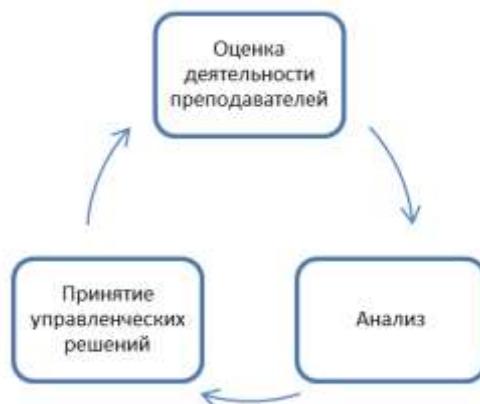 Оценка
деятельности
преподавателей
Принятие
управленческих
решений
Анализ